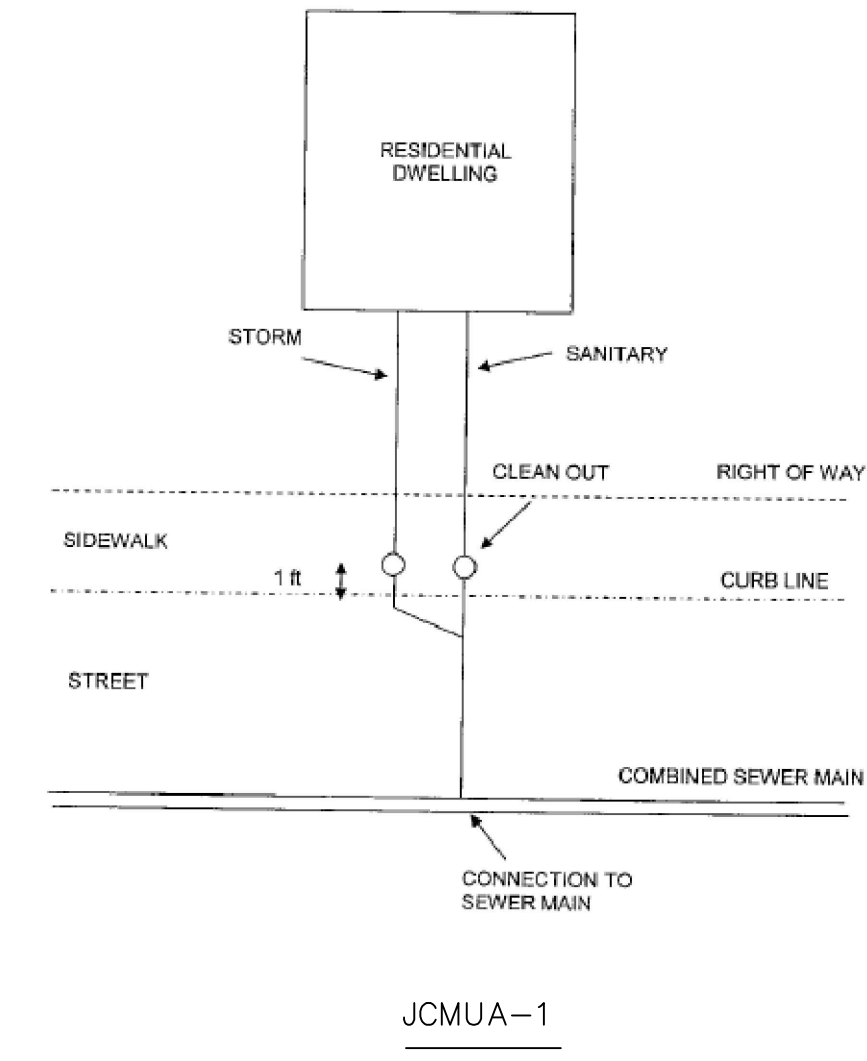 RESIDENTIAL
DWELLING
STORM
SANITARY
CLEAN OUT
RIGHT OF WAY
SIDEWALK
1 ft
CURB LINE
STREET
COMBINED SEWER MAIN
CONNECTION TO
SEWER MAIN
JCMUA-1